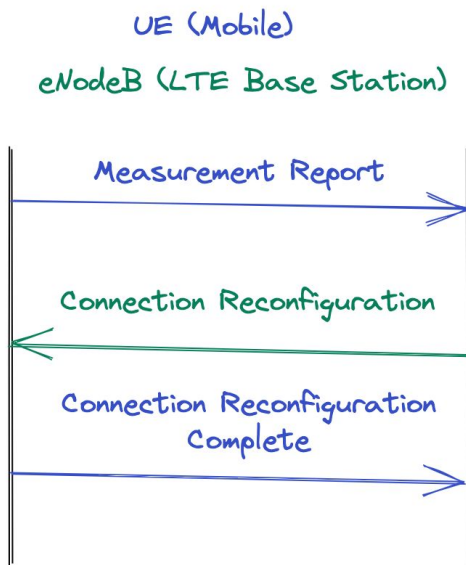 UE (Mobile)
eNodeB (LTE Base Station)
Measurement Report
Connection Reconfiguration
Connection Reconfiguration
Complete